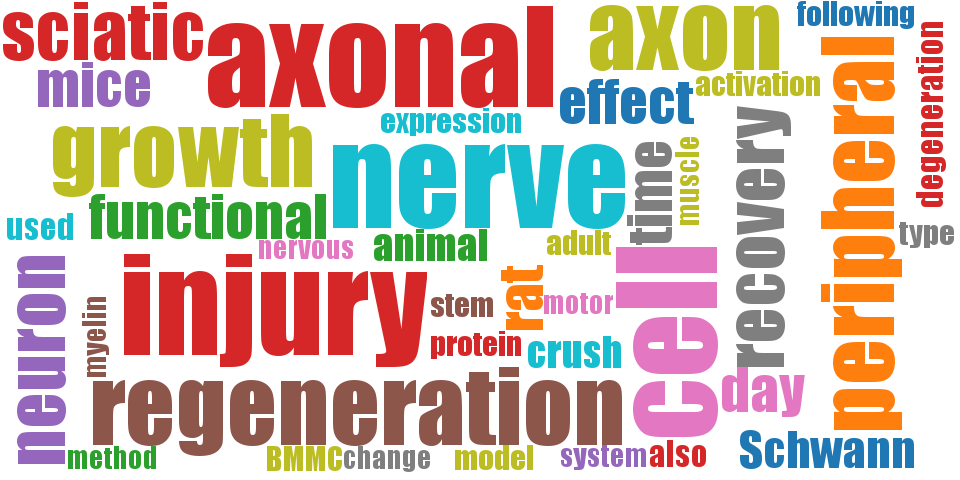 sciatic
axonal
axon
following
mice
effect
activation
expression
growth
nerve
peripheral
degeneration
recovery
time
muscle
used
functional
nervous
animal
adult
type
neuron
injury
myelin
stem
rat
motor
cell
protein
crush
regeneration
day
Schwann
method
BMMC
change
model
system
also